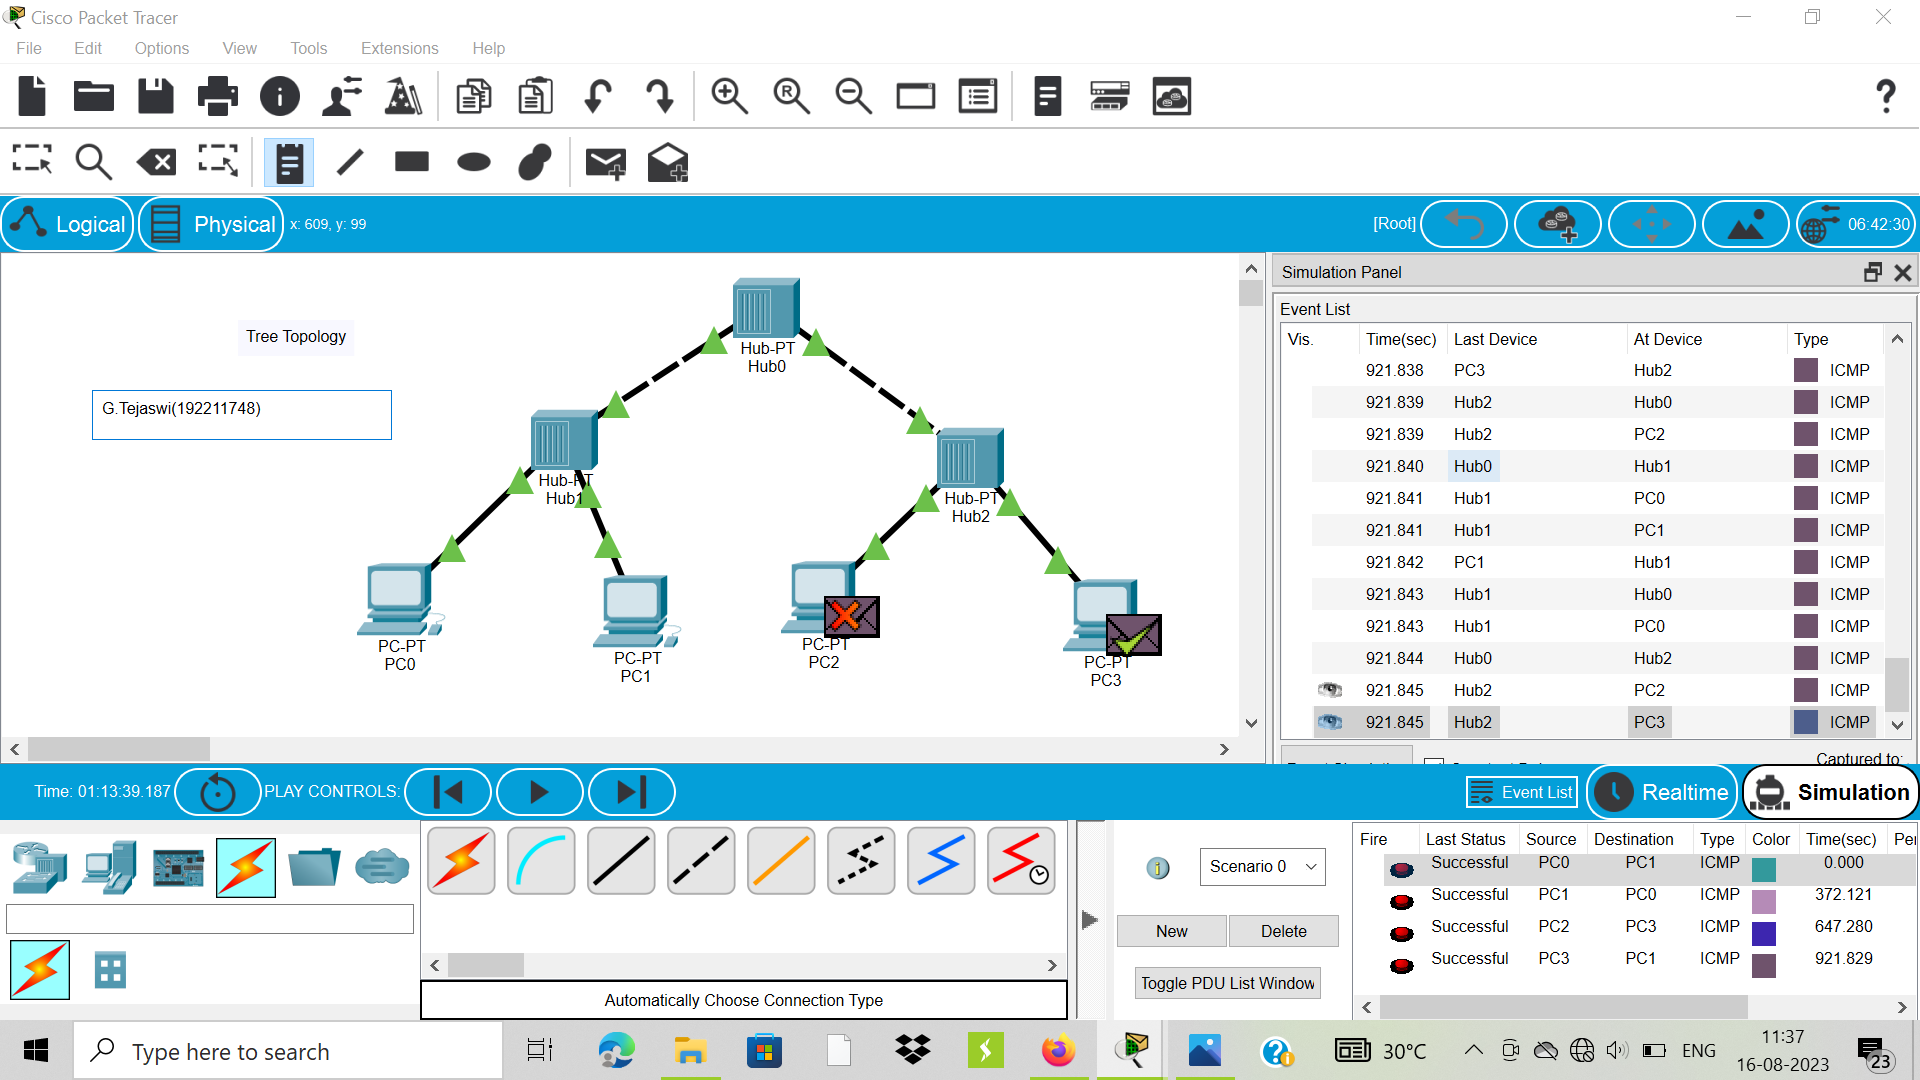 Cisco Packet Tracer
File Edit Options View Tools Extensions Help
Logical Physical x: 609, y: 99 [Root] 06:42:30
Tree Topology
G.Tejaswi(192211748)
Hub-PT
Hub0
Hub-PT
Hub1
Hub-PT
Hub2
PC-PT
PC0
PC-PT
PC1
PC-PT
PC2
PC-PT
PC3
Simulation Panel
Event List
Vis. Time(sec) Last Device At Device Type
921.838 PC3 Hub2 ICMP
921.839 Hub2 Hub0 ICMP
921.839 Hub2 PC2 ICMP
921.840 Hub0 Hub1 ICMP
921.841 Hub1 PC0 ICMP
921.841 Hub1 PC1 ICMP
921.842 PC1 Hub1 ICMP
921.843 Hub1 Hub0 ICMP
921.843 Hub1 PC0 ICMP
921.844 Hub0 Hub2 ICMP
921.845 Hub2 PC2 ICMP
921.845 Hub2 PC3 ICMP
Captured to:
Time: 01:13:39.187 PLAY CONTROLS: Event List Realtime Simulation
Automatically Choose Connection Type
Scenario 0
New Delete
Toggle PDU List Window
Fire Last Status Source Destination Type Color Time(sec) Per
Successful PC0 PC1 ICMP 0.000
Successful PC1 PC0 ICMP 372.121
Successful PC2 PC3 ICMP 647.280
Successful PC3 PC1 ICMP 921.829
Type here to search
30°C ENG
11:37
16-08-2023
23